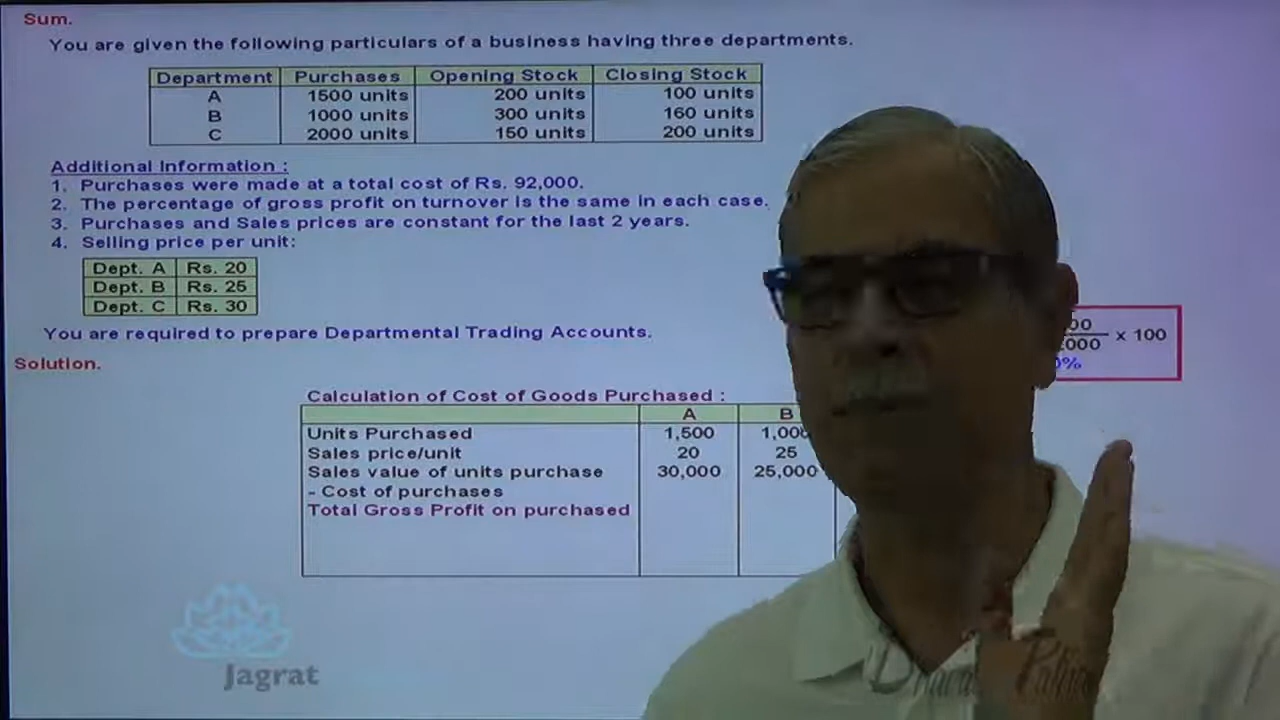 Sum.
You are given the following particulars of a business having three departments.
Department Purchases Opening Stock Closing Stock
A 1500 units 200 units 100 units
B 1000 units 300 units 160 units
C 2000 units 150 units 200 units
Additional Information :
1. Purchases were made at a total cost of Rs. 92,000.
2. The percentage of gross profit on turnover is the same in each case.
3. Purchases and Sales prices are constant for the last 2 years.
4. Selling price per unit:
Dept. A Rs. 20
Dept. B Rs. 25
Dept. C Rs. 30
You are required to prepare Departmental Trading Accounts.
x 100
Solution.
Calculation of Cost of Goods Purchased :
A B
Units Purchased 1,500
Sales price/unit 20 25
Sales value of units purchase 30,000 25,000
- Cost of purchases
Total Gross Profit on purchased
Jagrat